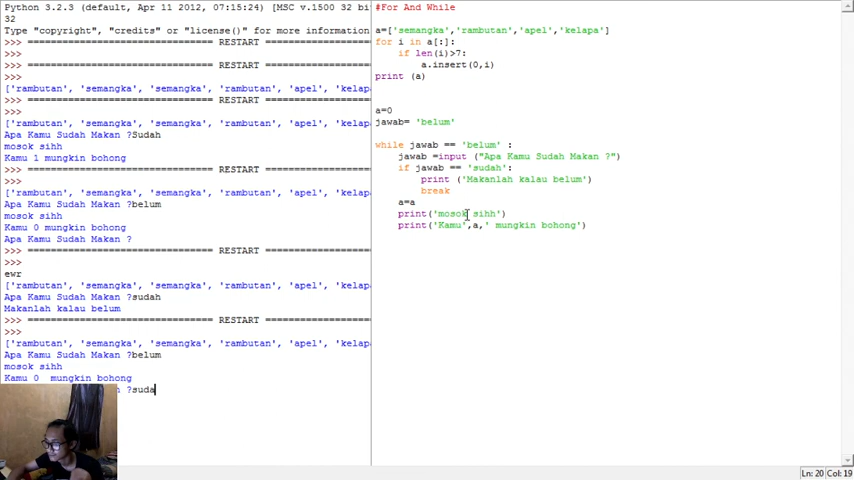 Python 3.2.3 (default, Apr 11 2012, 07:15:24) [MSC v.1500 32 bi
32
Type "copyright", "credits" or "license()" for more information
>>> ================================ RESTART ==================
>>>
>>> ================================ RESTART ==================
>>>
['rambutan', 'semangka', 'semangka', 'rambutan', 'apel', 'kelapa
>>> ================================ RESTART ==================
>>>
['rambutan', 'semangka', 'semangka', 'rambutan', 'apel', 'kelapa
Apa Kamu Sudah Makan ?Sudah
mosok sihh
Kamu 1 mungkin bohong
>>> ================================ RESTART ==================
>>>
['rambutan', 'semangka', 'semangka', 'rambutan', 'apel', 'kelapa
Apa Kamu Sudah Makan ?belum
mosok sihh
Kamu 0 mungkin bohong
Apa Kamu Sudah Makan ?
>>> ================================ RESTART ==================
>>>
ewr
['rambutan', 'semangka', 'semangka', 'rambutan', 'apel', 'kelapa
Apa Kamu Sudah Makan ?sudah
Makanlah kalau belum
>>> ================================ RESTART ==================
>>>
['rambutan', 'semangka', 'semangka', 'rambutan', 'apel', 'kelapa
Apa Kamu Sudah Makan ?belum
mosok sihh
Kamu 0  mungkin bohong
n ?suda
#For And While
a=['semangka','rambutan','apel','kelapa']
for i in a[:]:
    if len(i)>7:
        a.insert(0,i)
print (a)
a=0
jawab= 'belum'
while jawab == 'belum' :
    jawab =input ("Apa Kamu Sudah Makan ?")
    if jawab == 'sudah':
        print ('Makanlah kalau belum')
        break
    a=a
    print('mosok sihh')
    print('Kamu',a,' mungkin bohong')
Ln: 20 Col: 19